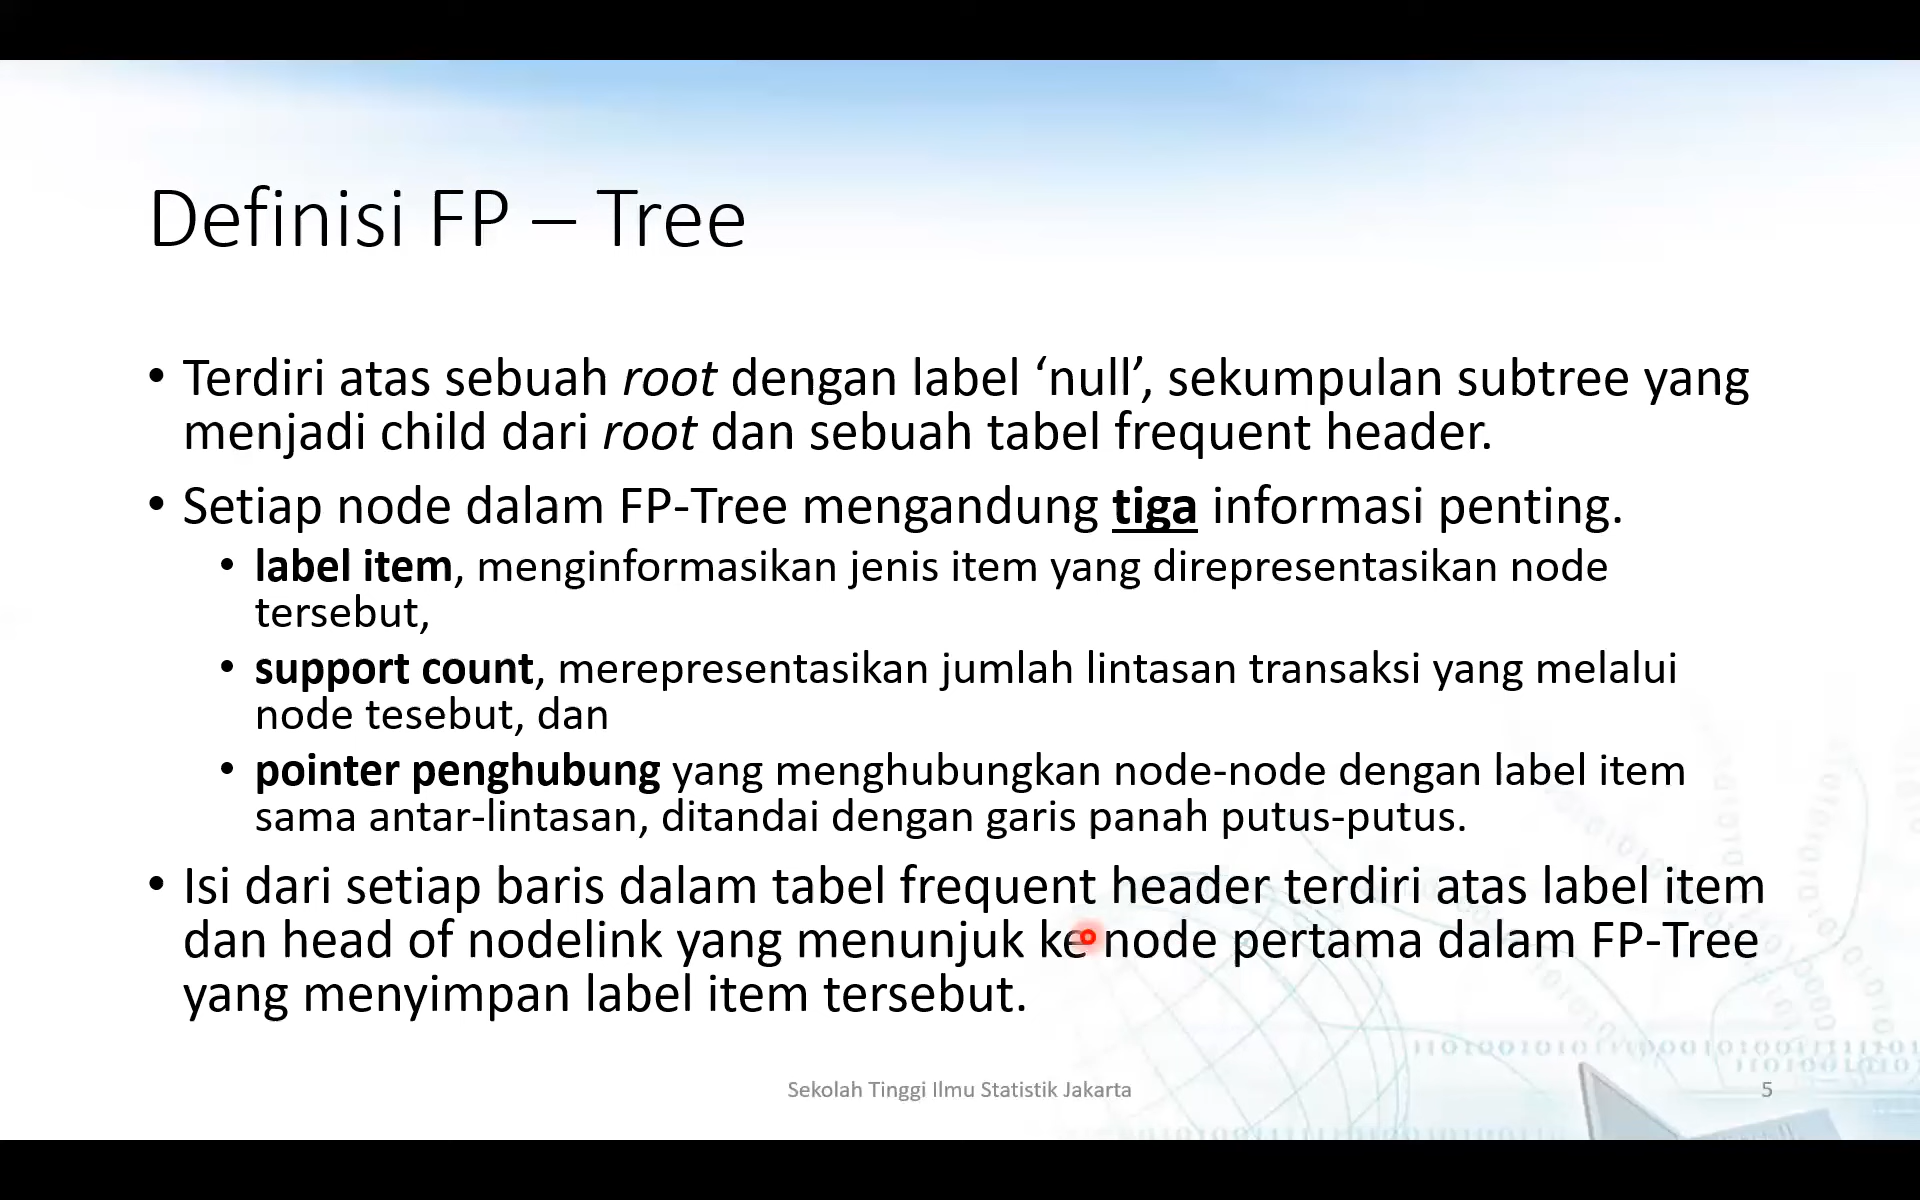 Definisi FP – Tree
• Terdiri atas sebuah root dengan label ‘null’, sekumpulan subtree yang
menjadi child dari root dan sebuah tabel frequent header.
• Setiap node dalam FP-Tree mengandung tiga informasi penting.
• label item, menginformasikan jenis item yang direpresentasikan node
tersebut,
• support count, merepresentasikan jumlah lintasan transaksi yang melalui
node tesebut, dan
• pointer penghubung yang menghubungkan node-node dengan label item
sama antar-lintasan, ditandai dengan garis panah putus-putus.
• Isi dari setiap baris dalam tabel frequent header terdiri atas label item
dan head of nodelink yang menunjuk ke node pertama dalam FP-Tree
yang menyimpan label item tersebut.
Sekolah Tinggi Ilmu Statistik Jakarta
5